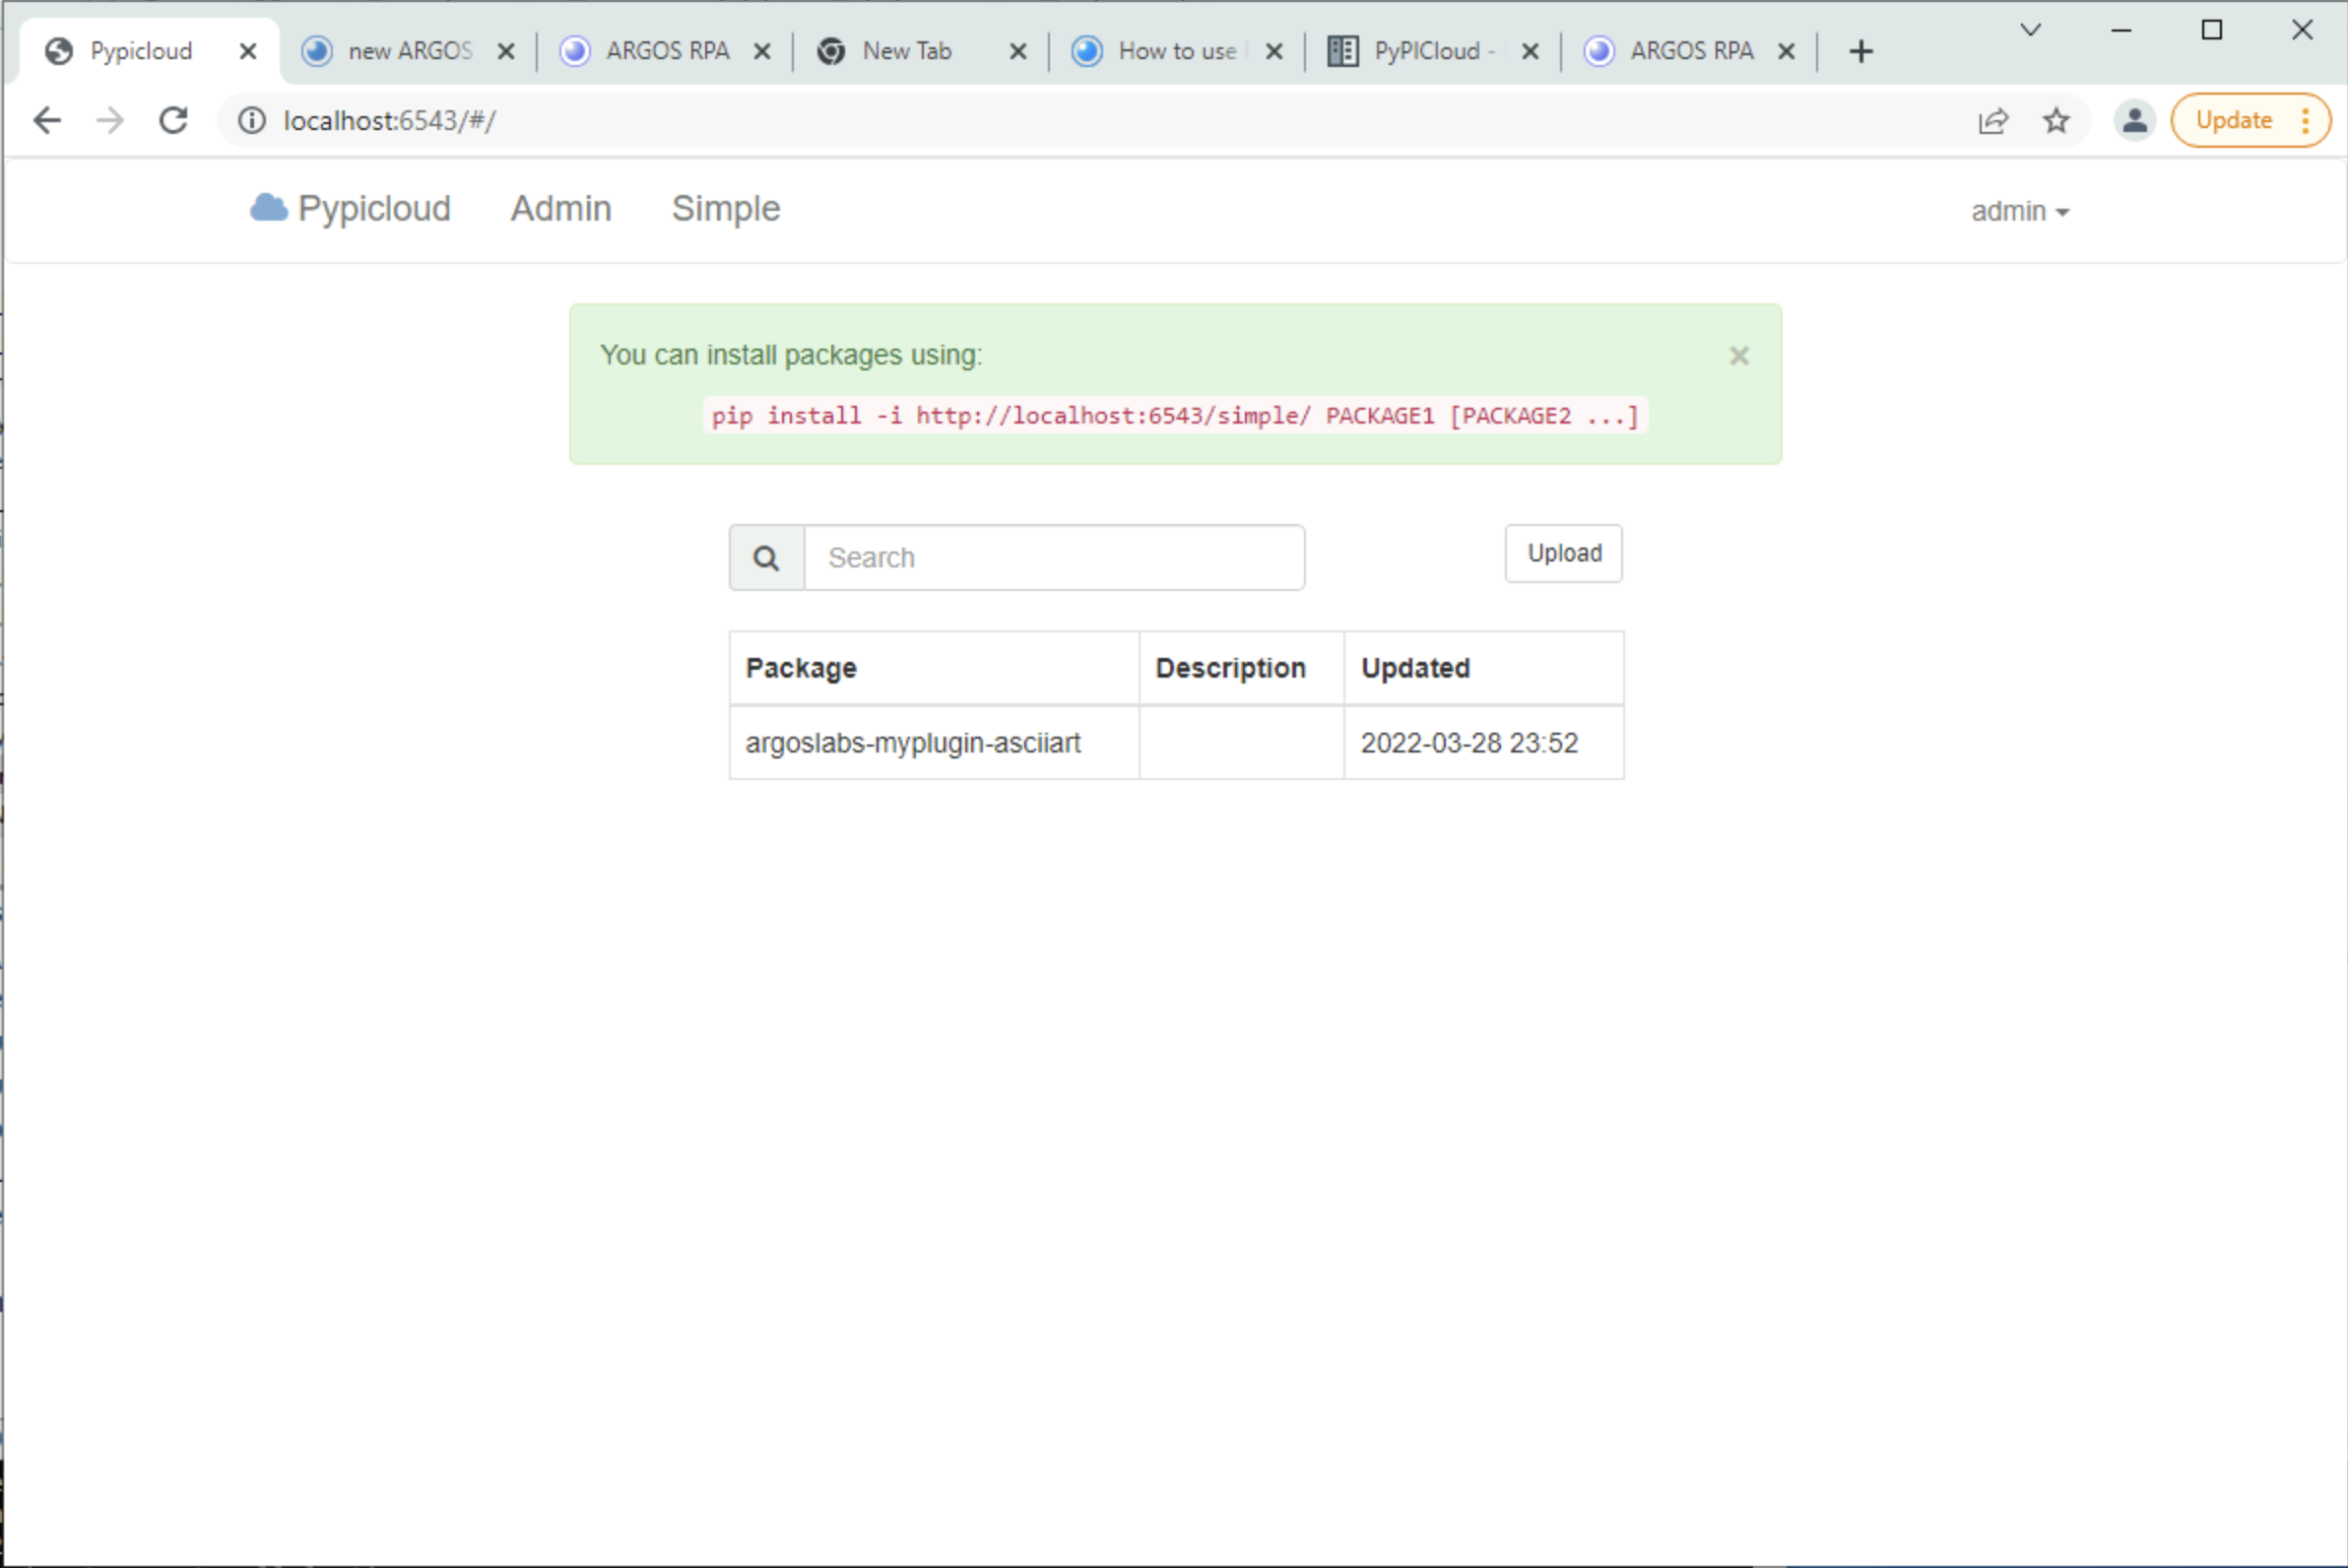 Pypicloud new ARGOS ARGOS RPA New Tab How to use PyPICloud - ARGOS RPA
localhost:6543/#/ Update
Pypicloud Admin Simple admin
You can install packages using:
pip install -i http://localhost:6543/simple/ PACKAGE1 [PACKAGE2 ...]
Search Upload
Package Description Updated
argoslabs-myplugin-asciiart 2022-03-28 23:52